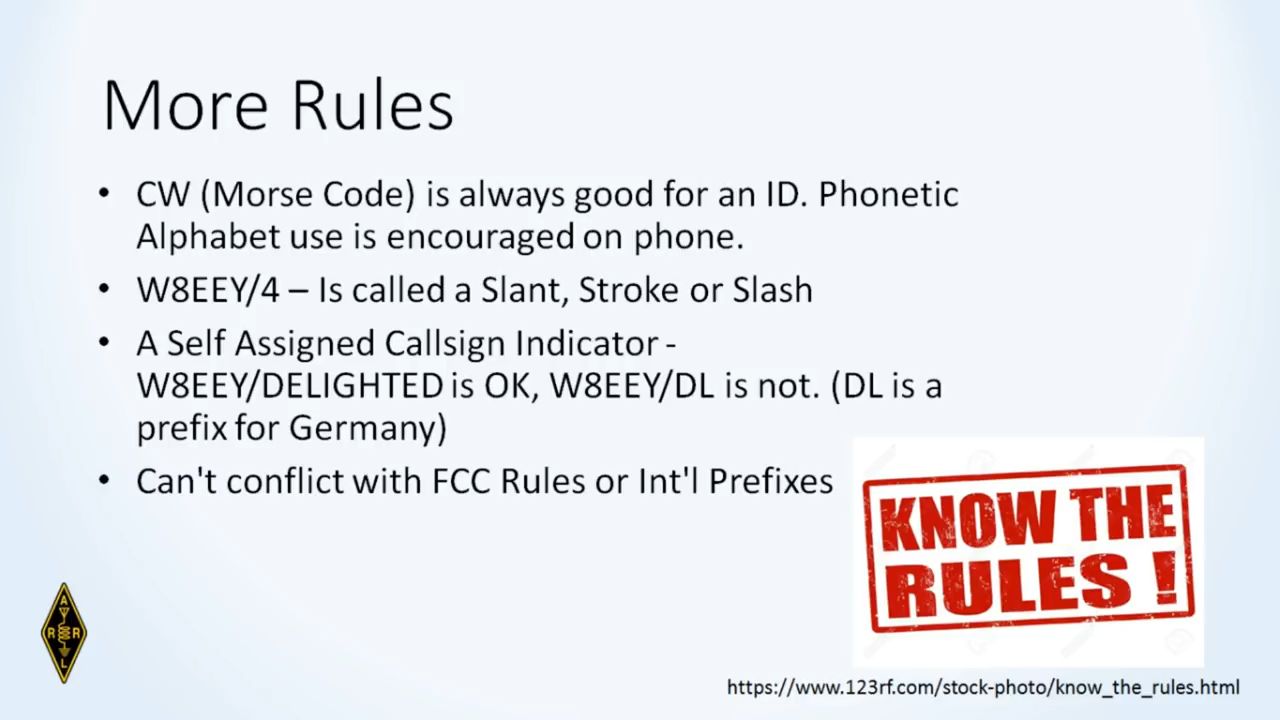 More Rules
• CW (Morse Code) is always good for an ID. Phonetic
Alphabet use is encouraged on phone.
• W8EEY/4 – Is called a Slant, Stroke or Slash
• A Self Assigned Callsign Indicator -
W8EEY/DELIGHTED is OK, W8EEY/DL is not. (DL is a
prefix for Germany)
• Can't conflict with FCC Rules or Int'l Prefixes
KNOW THE
RULES !
A
R R
L
https://www.123rf.com/stock-photo/know_the_rules.html